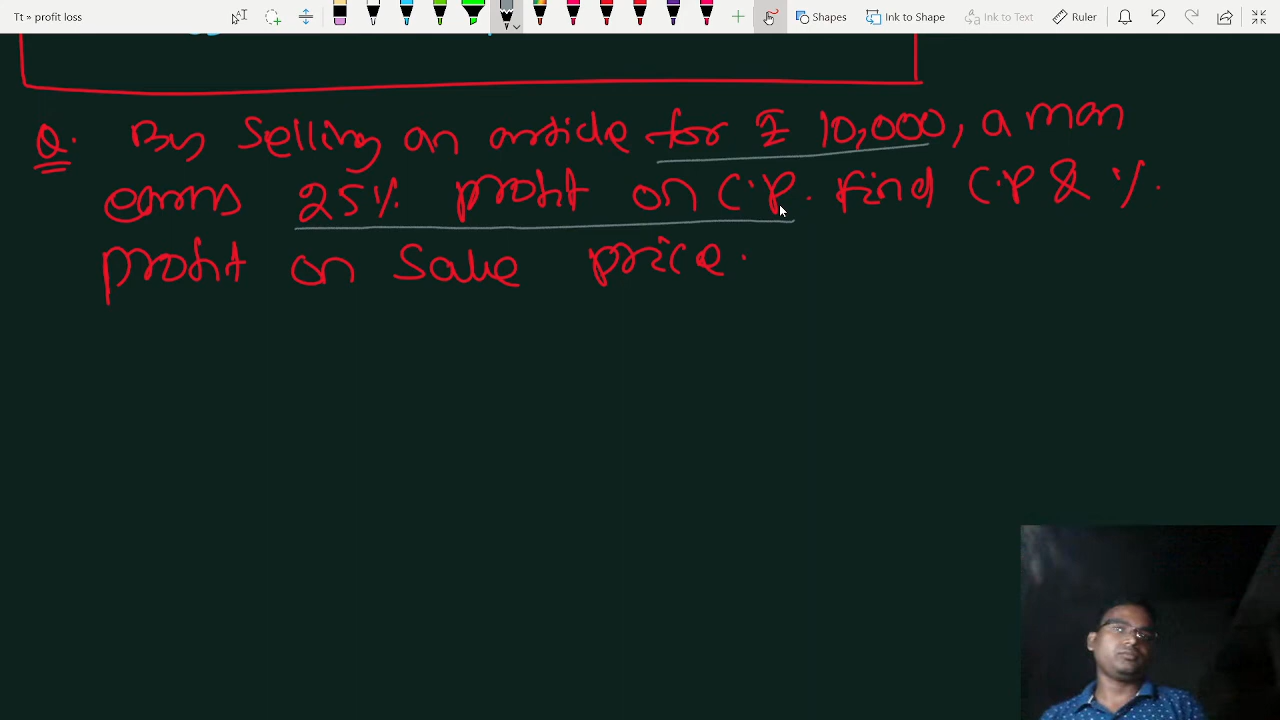 Tt » profit loss
Shapes
Ink to Shape
Ink to Text
Ruler
Q. By Selling an article for ₹ 10,000, a man
earns 25% profit on C.P. Find C.P & %
profit on Sale price.